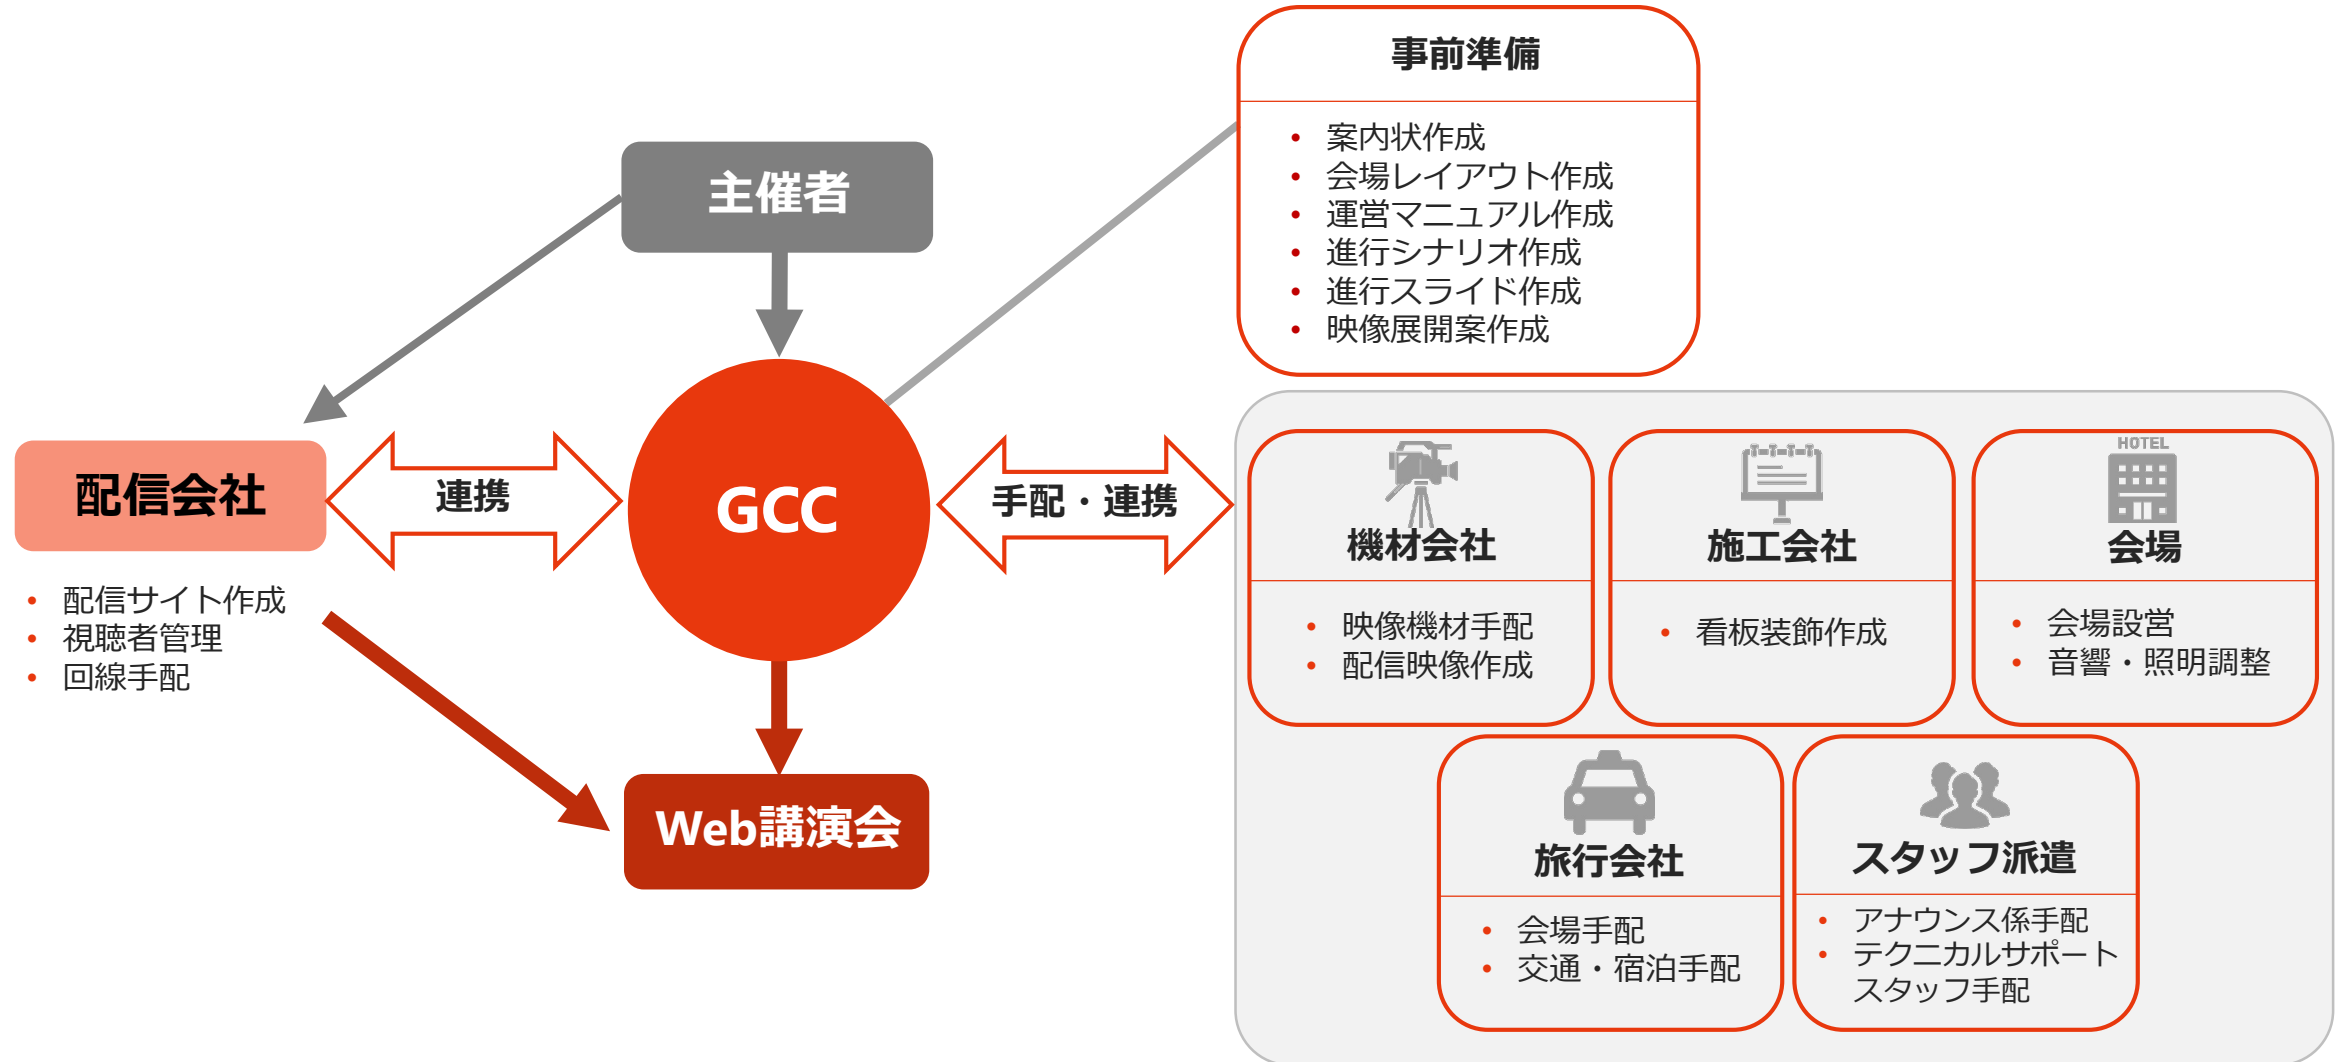 事前準備
案内状作成
会場レイアウト作成
運営マニュアル作成
進行シナリオ作成
進行スライド作成
映像展開案作成
主催者
配信会社
連携
GCC
手配・連携
配信サイト作成
視聴者管理
回線手配
Web講演会
機材会社
映像機材手配
配信映像作成
施工会社
看板装飾作成
HOTEL
会場
会場設営
音響・照明調整
旅行会社
会場手配
交通・宿泊手配
スタッフ派遣
アナウンス係手配
テクニカルサポート
スタッフ手配